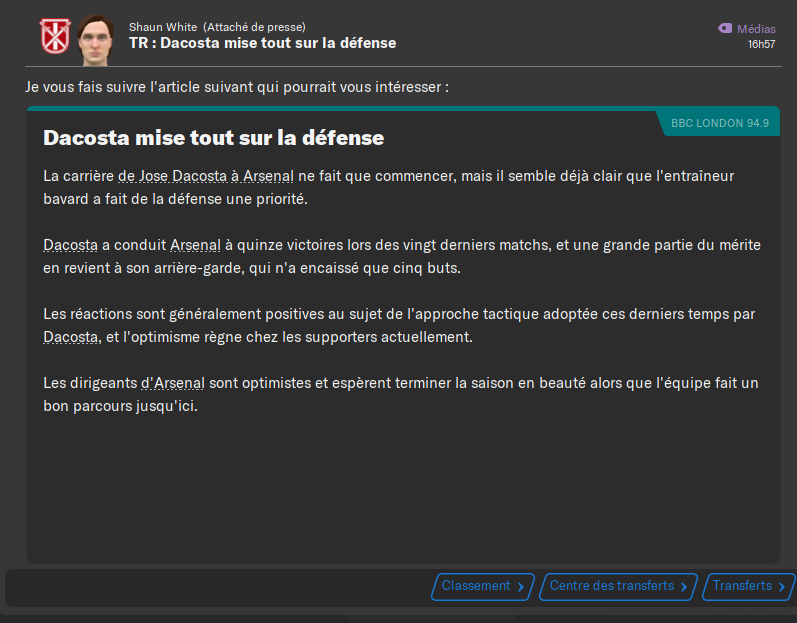 Shaun White (Attaché de presse)
TR : Dacosta mise tout sur la défense
Médias
16h57
Je vous fais suivre l'article suivant qui pourrait vous intéresser :
BBC LONDON 94.9
Dacosta mise tout sur la défense
La carrière de Jose Dacosta à Arsenal ne fait que commencer, mais il semble déjà clair que l'entraîneur
bavard a fait de la défense une priorité.
Dacosta a conduit Arsenal à quinze victoires lors des vingt derniers matchs, et une grande partie du mérite
en revient à son arrière-garde, qui n'a encaissé que cinq buts.
Les réactions sont généralement positives au sujet de l'approche tactique adoptée ces derniers temps par
Dacosta, et l'optimisme règne chez les supporters actuellement.
Les dirigeants d'Arsenal sont optimistes et espèrent terminer la saison en beauté alors que l'équipe fait un
bon parcours jusqu'ici.
Classement
Centre des transferts
Transferts